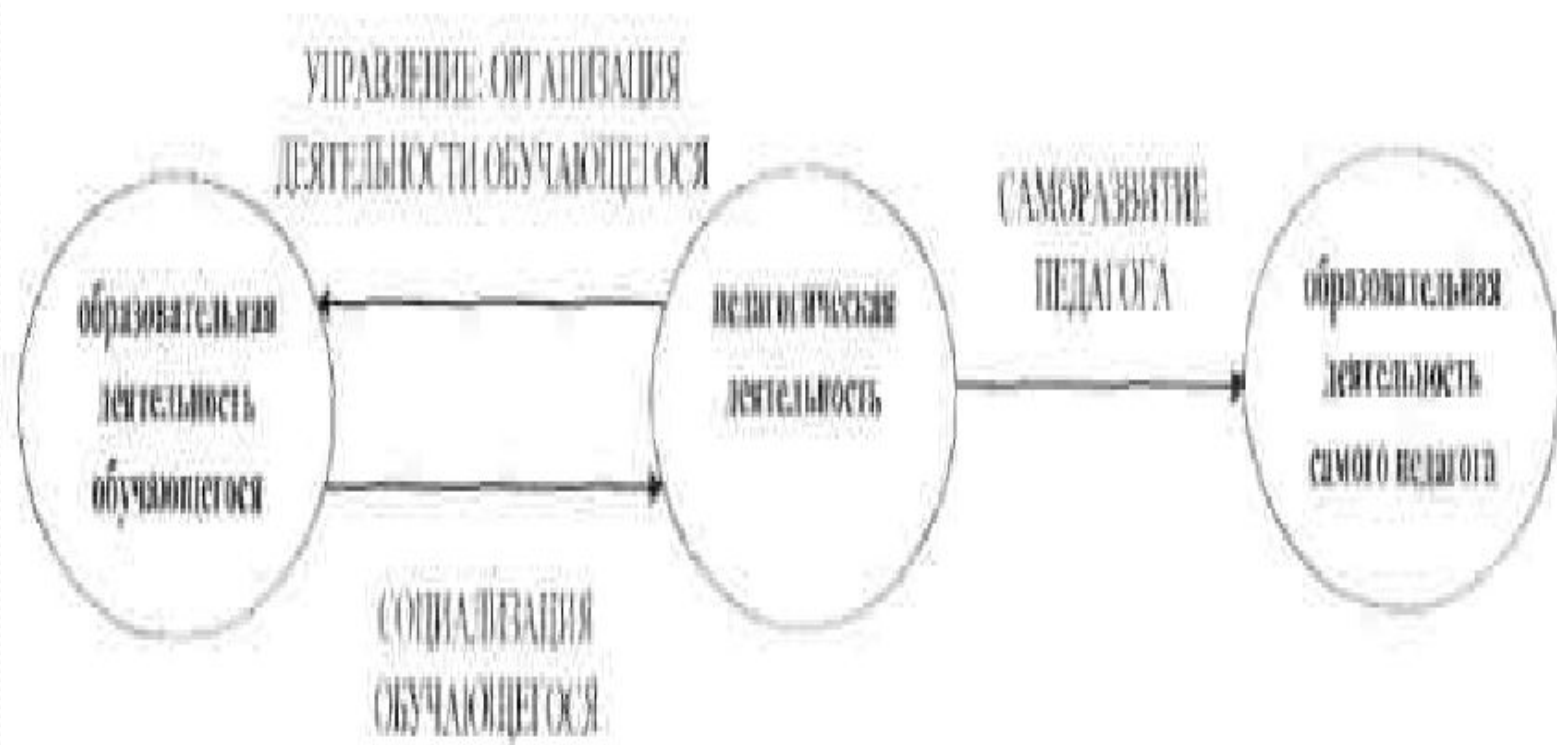 УПРАВЛЕНИЕ: ОРГАНИЗАЦИЯ
ДЕЯТЕЛЬНОСТИ ОБУЧАЮЩЕГОСЯ
образовательная
деятельность
обучающегося
педагогическая
деятельность
САМОРАЗВИТИЕ
ПЕДАГОГА
образовательная
деятельность
самого педагога
СОЦИАЛИЗАЦИЯ
ОБУЧАЮЩЕГОСЯ